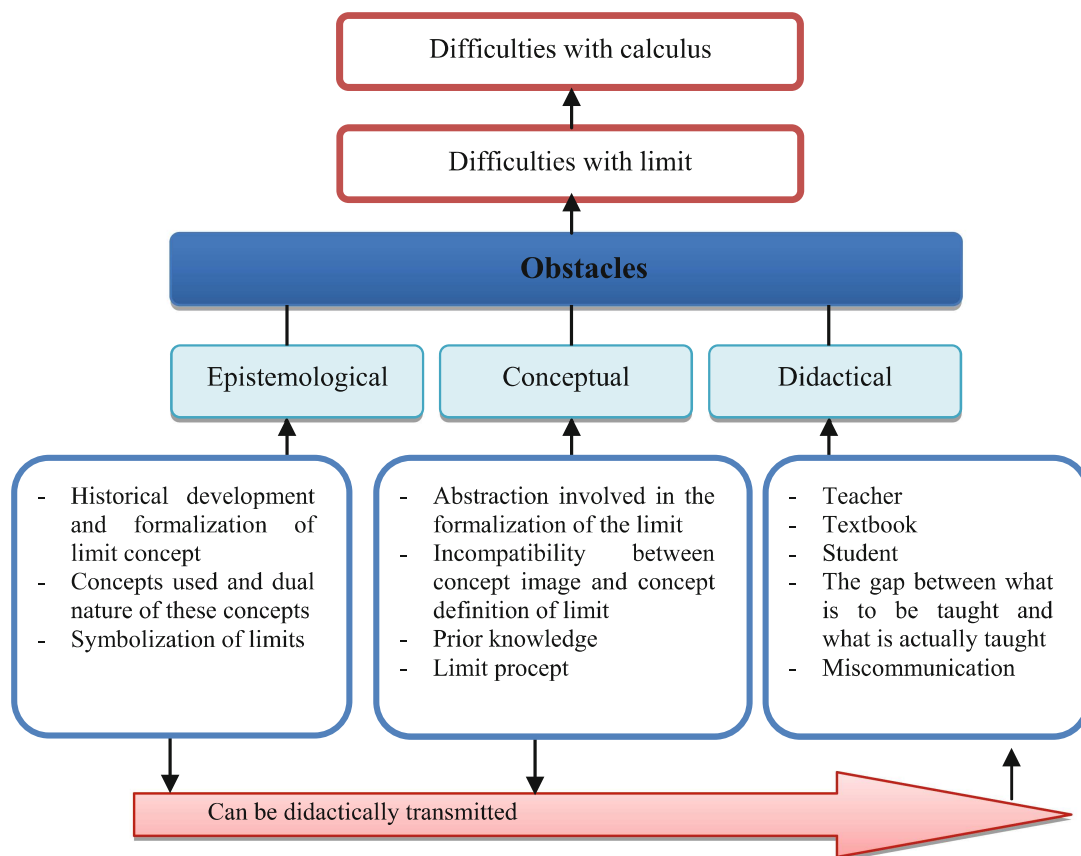 Difficulties with calculus
Difficulties with limit
Obstacles
Epistemological
Conceptual
Didactical
- Historical development
and formalization of
limit concept
- Concepts used and dual
nature of these concepts
- Symbolization of limits
- Abstraction involved in the
formalization of the limit
- Incompatibility between
concept image and concept
definition of limit
- Prior knowledge
- Limit procept
- Teacher
- Textbook
- Student
- The gap between what
is to be taught and
what is actually taught
- Miscommunication
Can be didactically transmitted